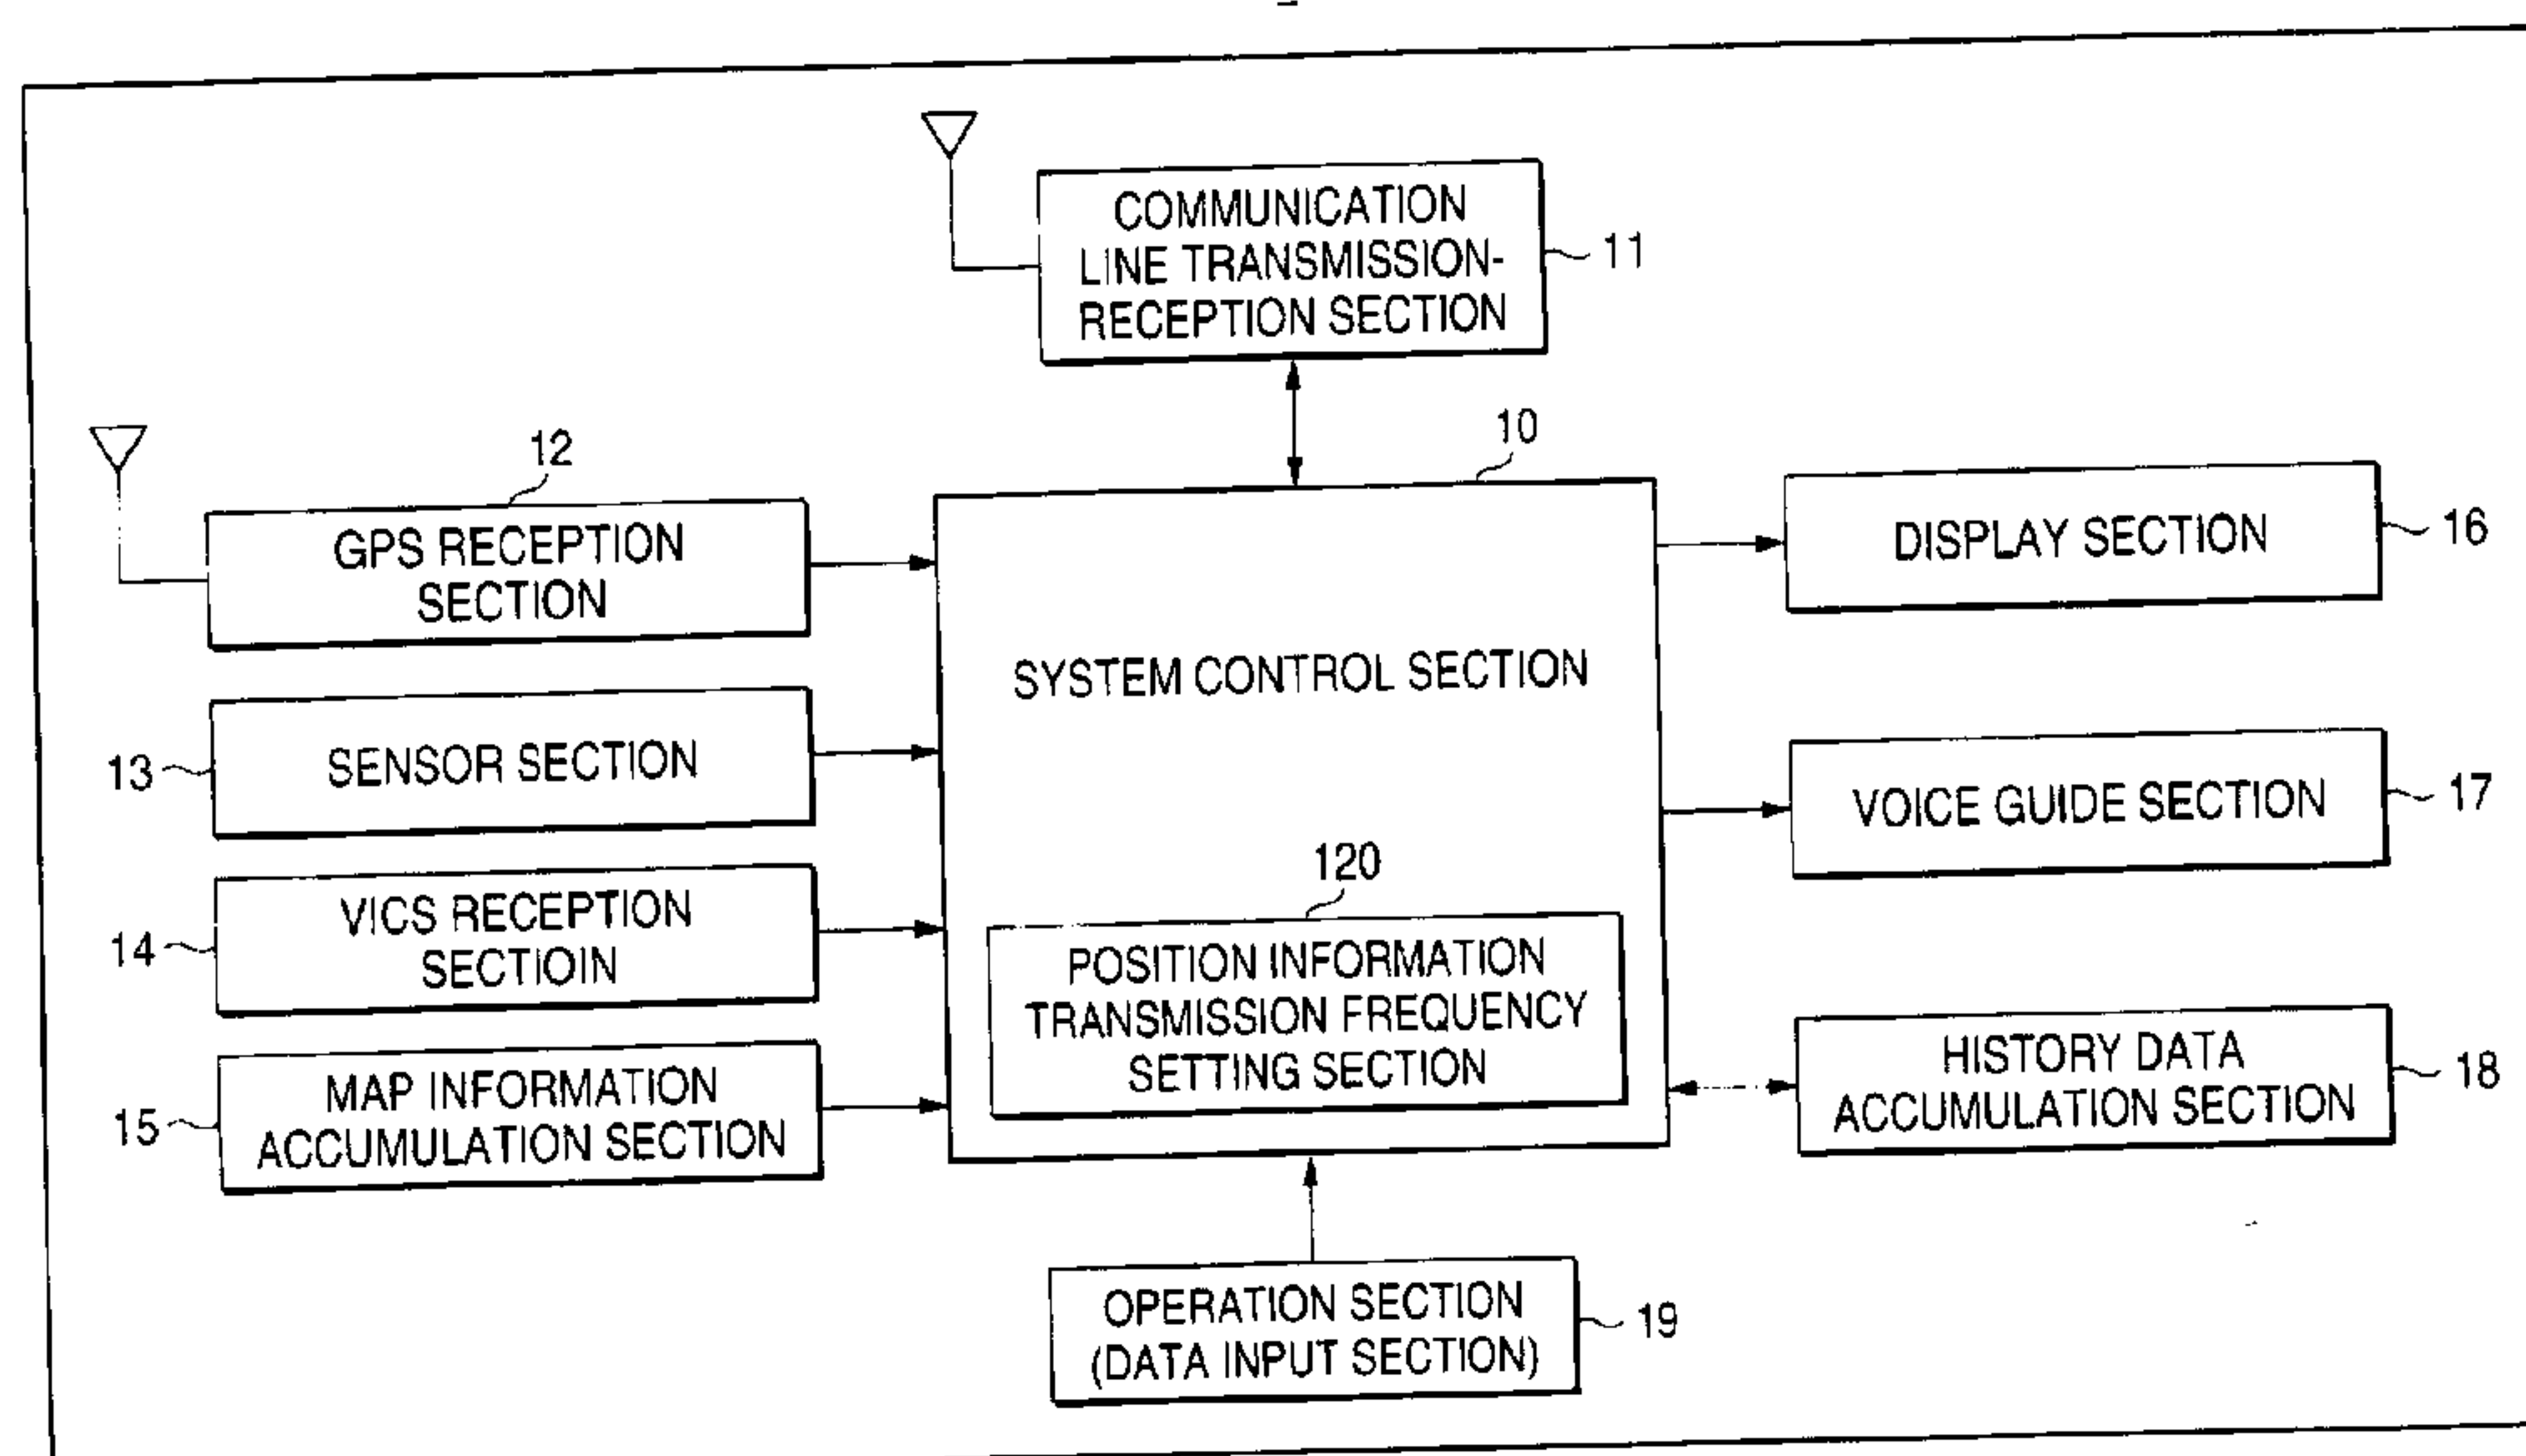 COMMUNICATION
LINE TRANSMISSION-
RECEPTION SECTION
11
10
12
GPS RECEPTION
SECTION
DISPLAY SECTION
16
SYSTEM CONTROL SECTION
13
SENSOR SECTION
VOICE GUIDE SECTION
17
120
14
VICS RECEPTION
SECTIOIN
POSITION INFORMATION
TRANSMISSION FREQUENCY
SETTING SECTION
15
MAP INFORMATION
ACCUMULATION SECTION
HISTORY DATA
ACCUMULATION SECTION
18
OPERATION SECTION
(DATA INPUT SECTION)
19